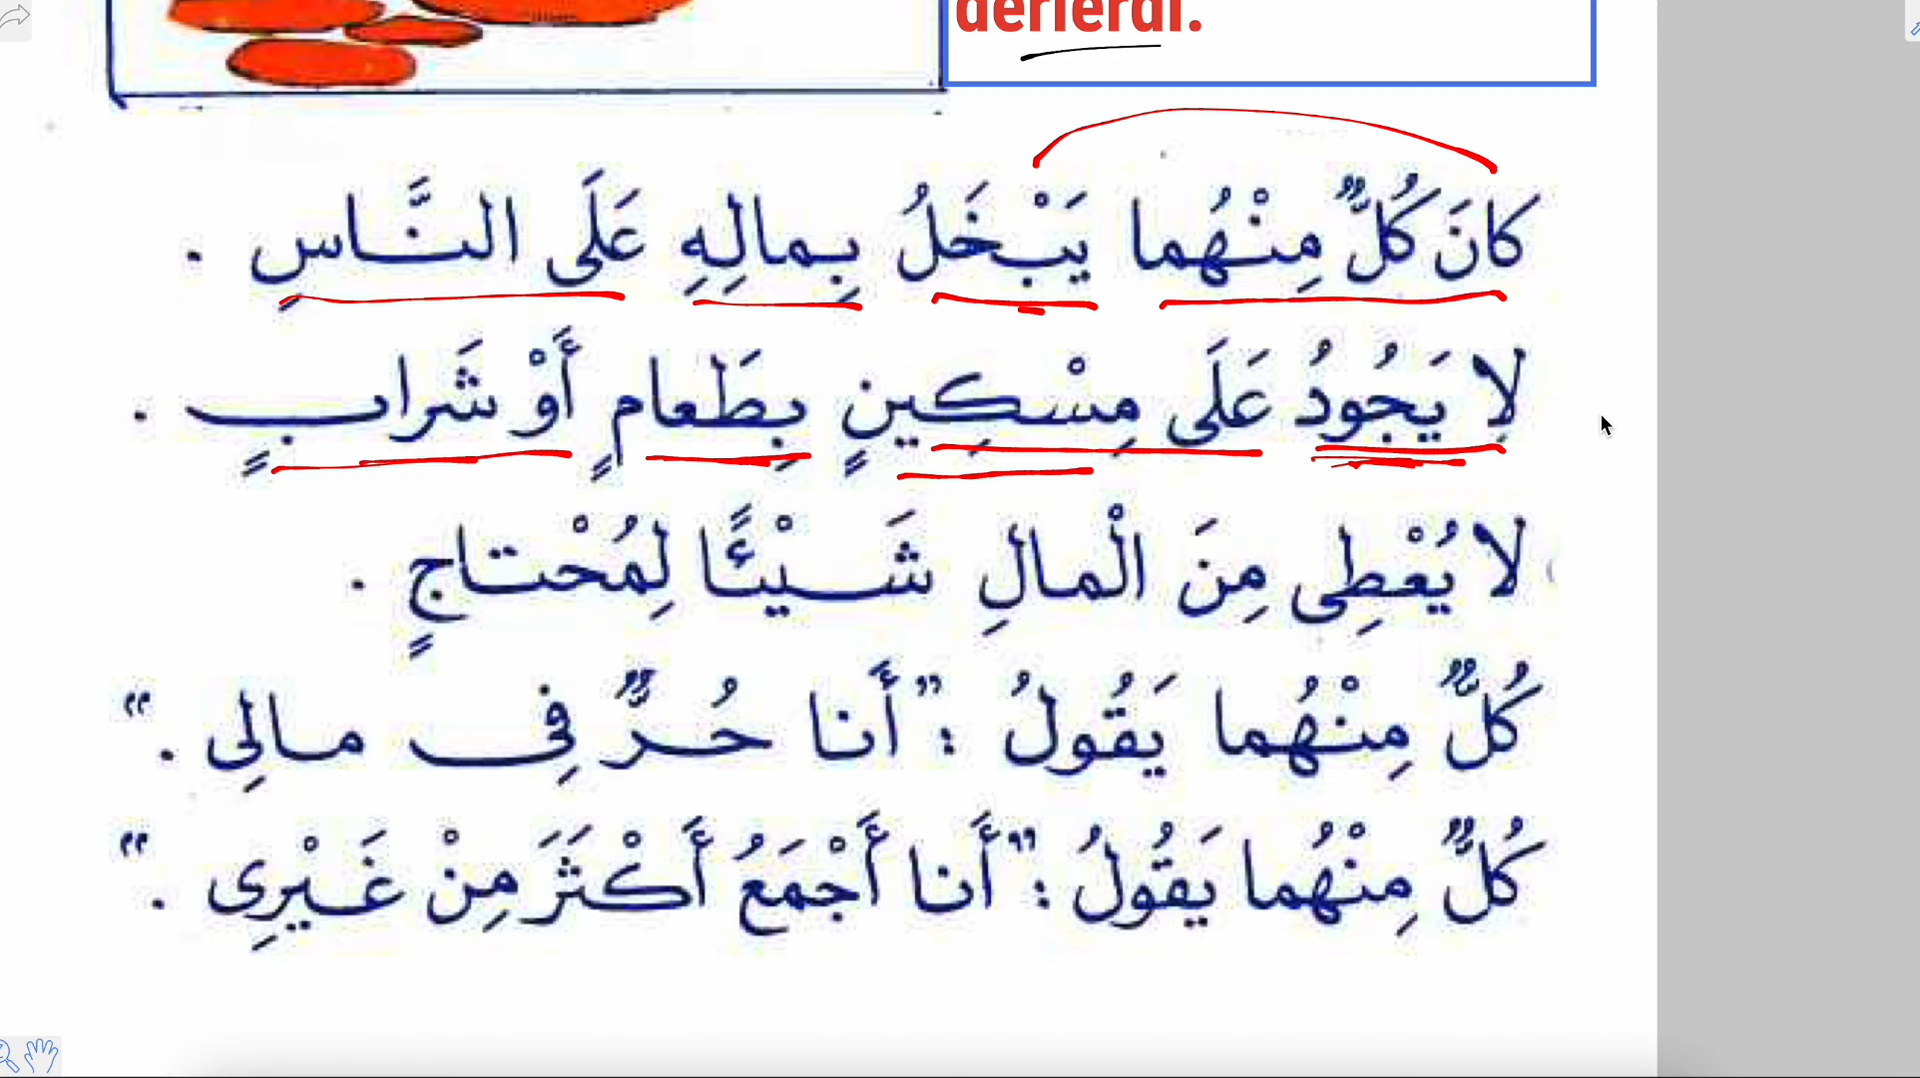 derlerdi.
كَانَ كُلٌّ مِنْهُما يَبْخَلُ بِمالِهِ عَلَى النَّاسِ .
لا يَجُودُ عَلَى مِسْكِينٍ بِطَعامٍ أَوْ شَرابٍ .
لا يُعْطِى مِنَ الْمالِ شَيْئًا لِمُحْتاجٍ .
كُلٌّ مِنْهُما يَقُولُ : ”أَنا حُرٌّ فِى مالِى .“
كُلٌّ مِنْهُما يَقُولُ : ”أَنا أَجْمَعُ أَكْثَرَ مِنْ غَيْرِى .“